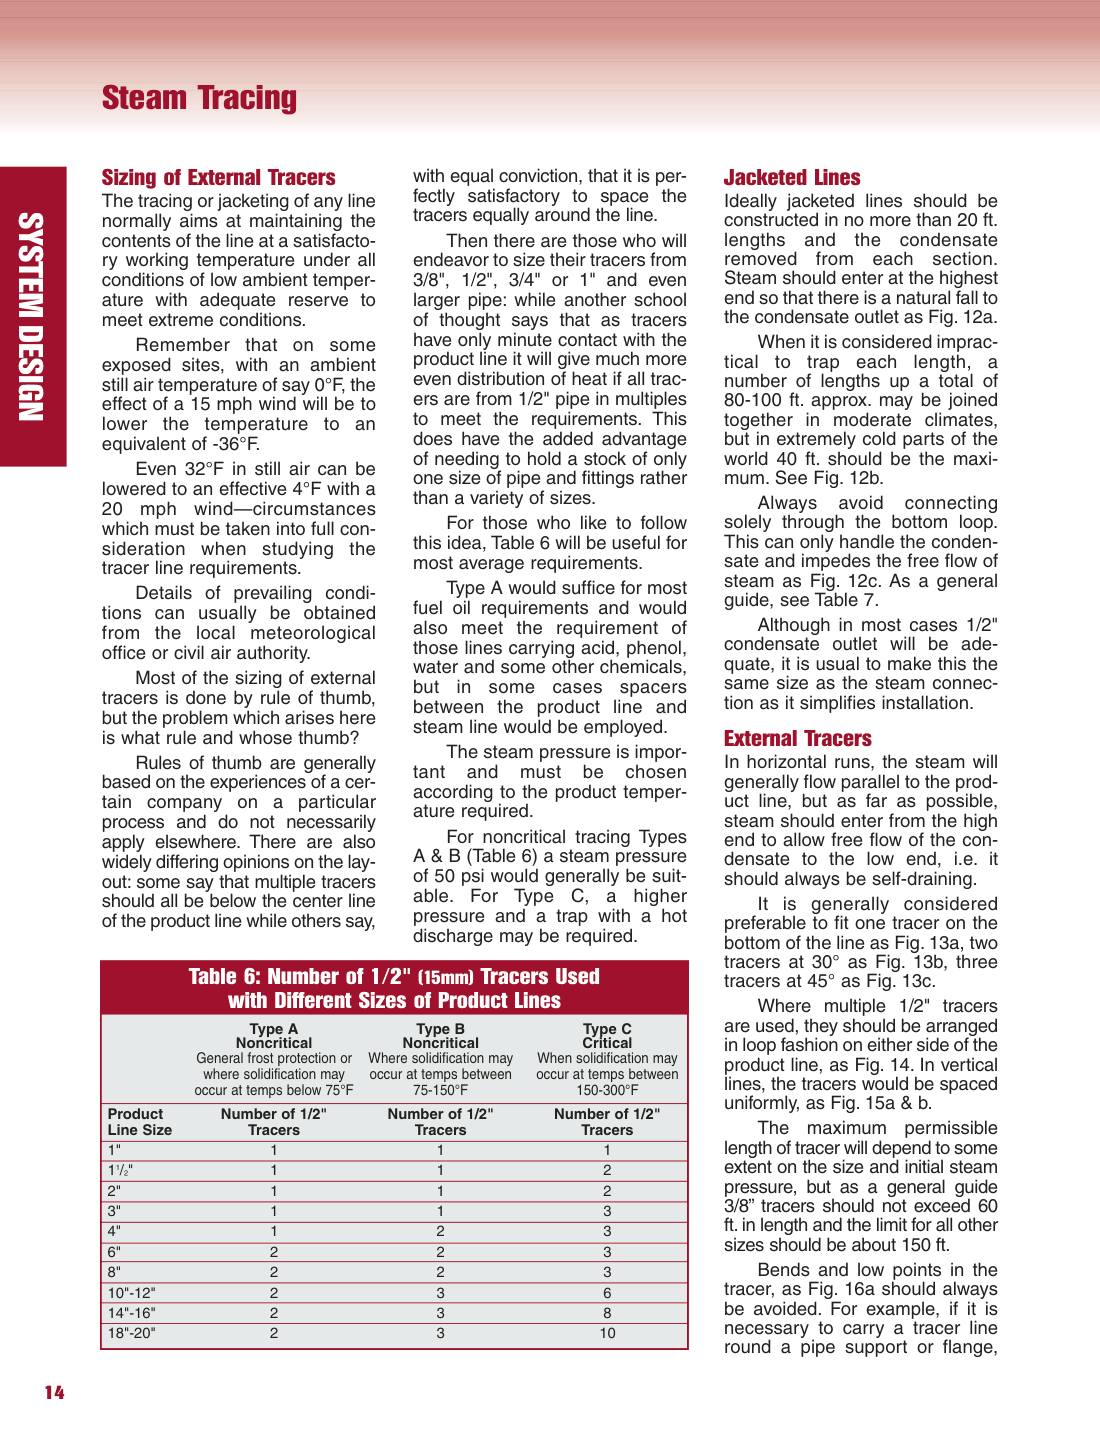 Steam Tracing
SYSTEM DESIGN
Sizing of External Tracers
The tracing or jacketing of any line
normally aims at maintaining the
contents of the line at a satisfacto-
ry working temperature under all
conditions of low ambient temper-
ature with adequate reserve to
meet extreme conditions.
Remember that on some
exposed sites, with an ambient
still air temperature of say 0°F, the
effect of a 15 mph wind will be to
lower the temperature to an
equivalent of -36°F.
Even 32°F in still air can be
lowered to an effective 4°F with a
20 mph wind—circumstances
which must be taken into full con-
sideration when studying the
tracer line requirements.
Details of prevailing condi-
tions can usually be obtained
from the local meteorological
office or civil air authority.
Most of the sizing of external
tracers is done by rule of thumb,
but the problem which arises here
is what rule and whose thumb?
Rules of thumb are generally
based on the experiences of a cer-
tain company on a particular
process and do not necessarily
apply elsewhere. There are also
widely differing opinions on the lay-
out: some say that multiple tracers
should all be below the center line
of the product line while others say,
with equal conviction, that it is per-
fectly satisfactory to space the
tracers equally around the line.
Then there are those who will
endeavor to size their tracers from
3/8", 1/2", 3/4" or 1" and even
larger pipe: while another school
of thought says that as tracers
have only minute contact with the
product line it will give much more
even distribution of heat if all trac-
ers are from 1/2" pipe in multiples
to meet the requirements. This
does have the added advantage
of needing to hold a stock of only
one size of pipe and fittings rather
than a variety of sizes.
For those who like to follow
this idea, Table 6 will be useful for
most average requirements.
Type A would suffice for most
fuel oil requirements and would
also meet the requirement of
those lines carrying acid, phenol,
water and some other chemicals,
but in some cases spacers
between the product line and
steam line would be employed.
The steam pressure is impor-
tant and must be chosen
according to the product temper-
ature required.
For noncritical tracing Types
A & B (Table 6) a steam pressure
of 50 psi would generally be suit-
able. For Type C, a higher
pressure and a trap with a hot
discharge may be required.
Jacketed Lines
Ideally jacketed lines should be
constructed in no more than 20 ft.
lengths and the condensate
removed from each section.
Steam should enter at the highest
end so that there is a natural fall to
the condensate outlet as Fig. 12a.
When it is considered imprac-
tical to trap each length, a
number of lengths up a total of
80-100 ft. approx. may be joined
together in moderate climates,
but in extremely cold parts of the
world 40 ft. should be the maxi-
mum. See Fig. 12b.
Always avoid connecting
solely through the bottom loop.
This can only handle the conden-
sate and impedes the free flow of
steam as Fig. 12c. As a general
guide, see Table 7.
Although in most cases 1/2"
condensate outlet will be ade-
quate, it is usual to make this the
same size as the steam connec-
tion as it simplifies installation.
External Tracers
In horizontal runs, the steam will
generally flow parallel to the prod-
uct line, but as far as possible,
steam should enter from the high
end to allow free flow of the con-
densate to the low end, i.e. it
should always be self-draining.
It is generally considered
preferable to fit one tracer on the
bottom of the line as Fig. 13a, two
tracers at 30° as Fig. 13b, three
tracers at 45° as Fig. 13c.
Where multiple 1/2" tracers
are used, they should be arranged
in loop fashion on either side of the
product line, as Fig. 14. In vertical
lines, the tracers would be spaced
uniformly, as Fig. 15a & b.
The maximum permissible
length of tracer will depend to some
extent on the size and initial steam
pressure, but as a general guide
3/8” tracers should not exceed 60
ft. in length and the limit for all other
sizes should be about 150 ft.
Bends and low points in the
tracer, as Fig. 16a should always
be avoided. For example, if it is
necessary to carry a tracer line
round a pipe support or flange,
Table 6: Number of 1/2" (15mm) Tracers Used
with Different Sizes of Product Lines
Type A Type B Type C
Noncritical Noncritical Critical
General frost protection or Where solidification may When solidification may
where solidification may occur at temps between occur at temps between
occur at temps below 75°F 75-150°F 150-300°F
Product Number of 1/2" Number of 1/2" Number of 1/2"
Line Size Tracers Tracers Tracers
1" 1 1 1
1 1/2" 1 1 2
2" 1 1 2
3" 1 1 3
4" 1 2 3
6" 2 2 3
8" 2 2 3
10"-12" 2 3 6
14"-16" 2 3 8
18"-20" 2 3 10
14